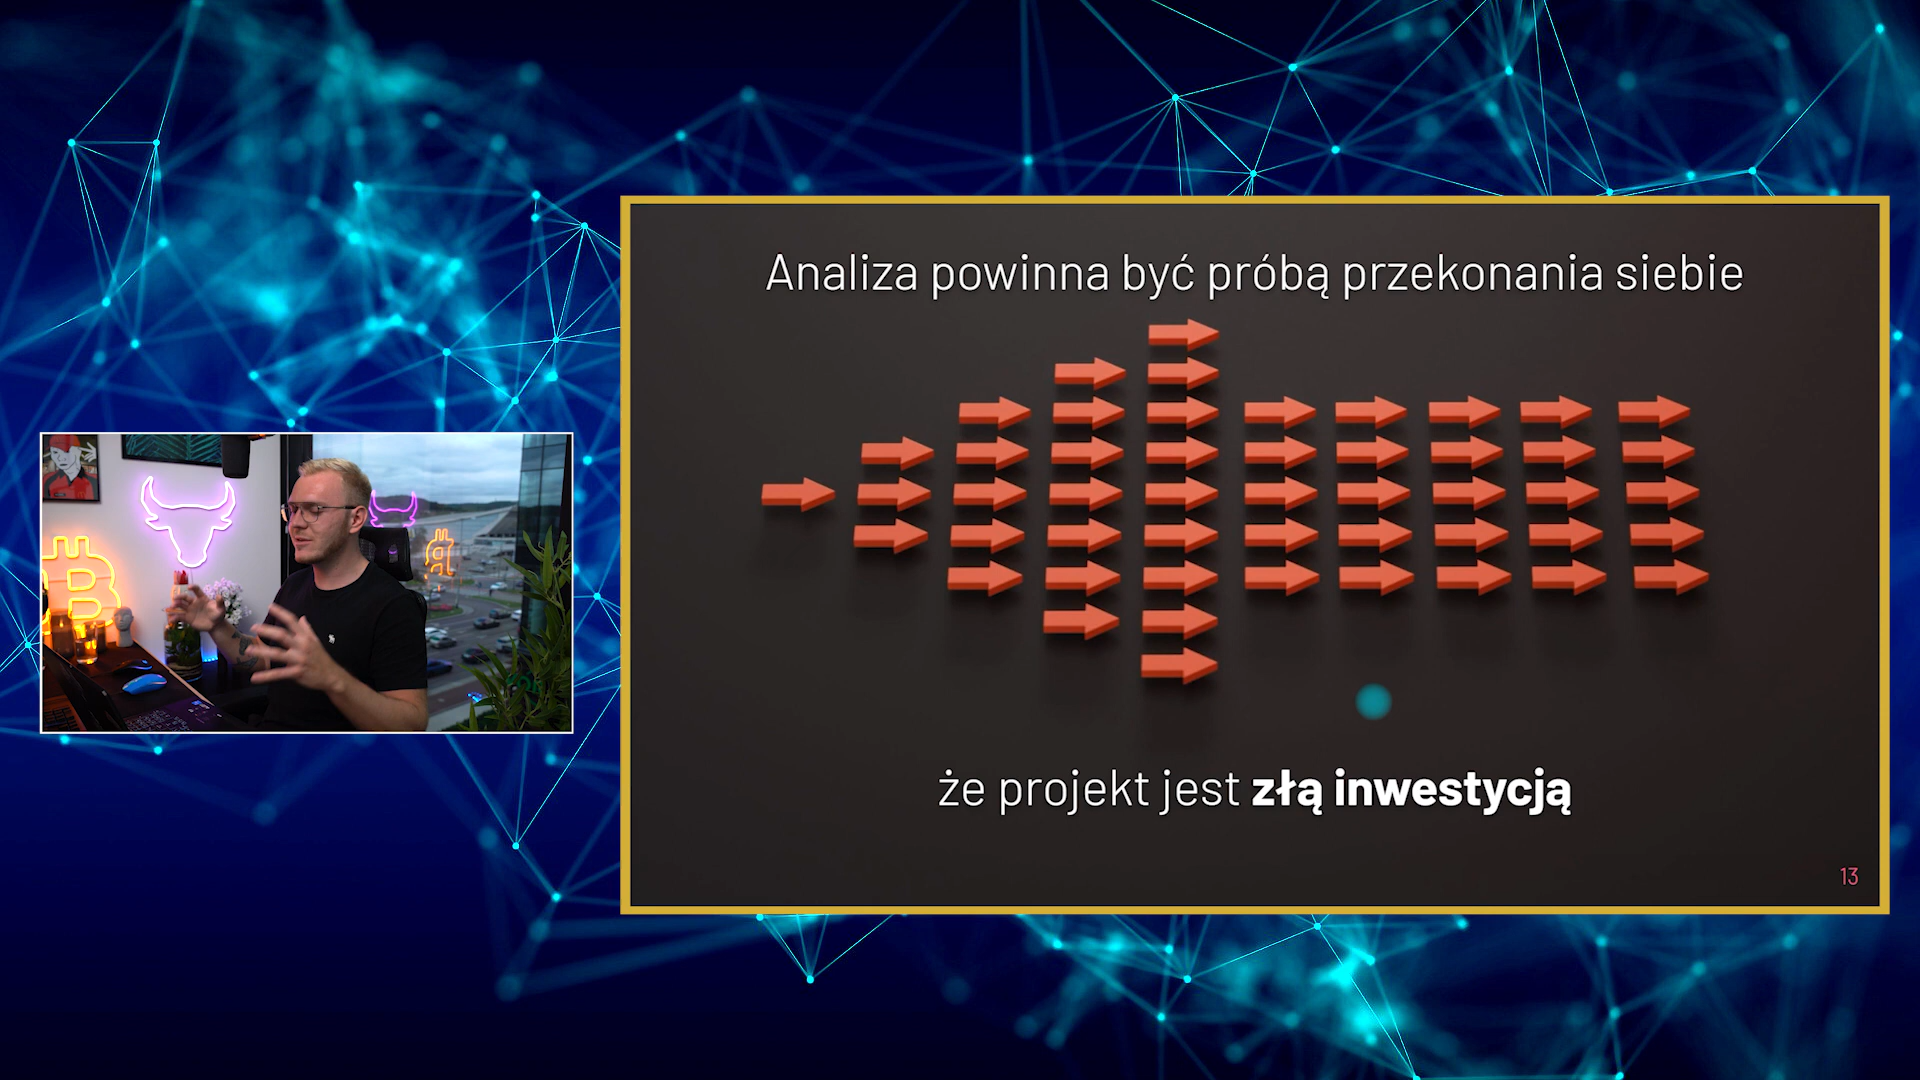 Analiza powinna być próbą przekonania siebie
że projekt jest złą inwestycją
13